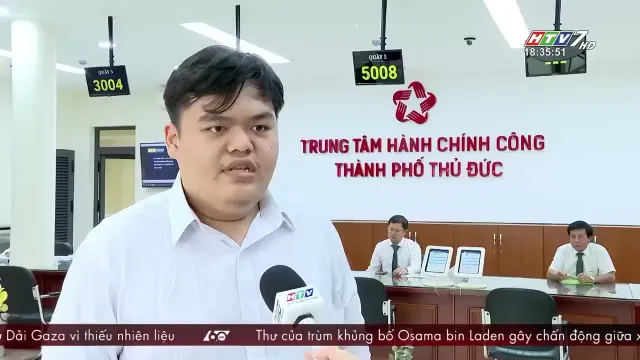 HTV7 HD
18:35:51
QUẦY 3
3004
QUẦY 5
5008
TRUNG TÂM HÀNH CHÍNH CÔNG
THÀNH PHỐ THỦ ĐỨC
HTV
Dải Gaza vì thiếu nhiên liệu
60
Thư của trùm khủng bố Osama bin Laden gây chấn động giữa